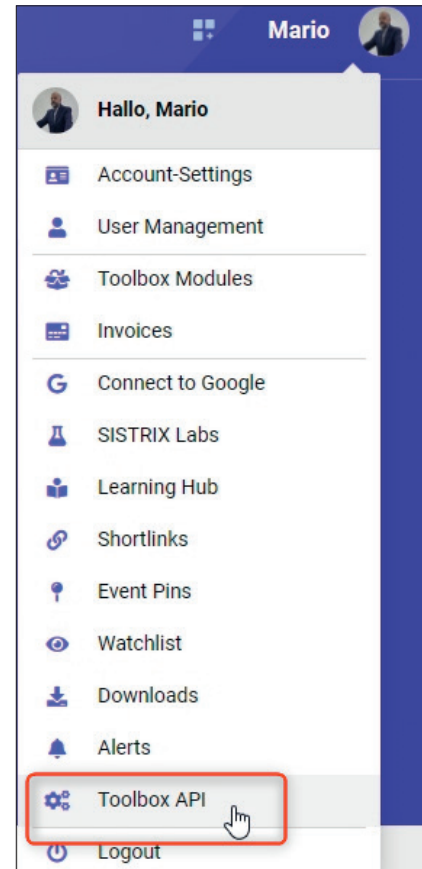 Mario
Hallo, Mario
Account-Settings
User Management
Toolbox Modules
Invoices
Connect to Google
SISTRIX Labs
Learning Hub
Shortlinks
Event Pins
Watchlist
Downloads
Alerts
Toolbox API
Logout